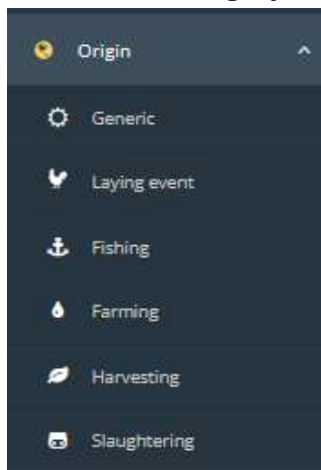 Origin
Generic
Laying event
Fishing
Farming
Harvesting
Slaughtering